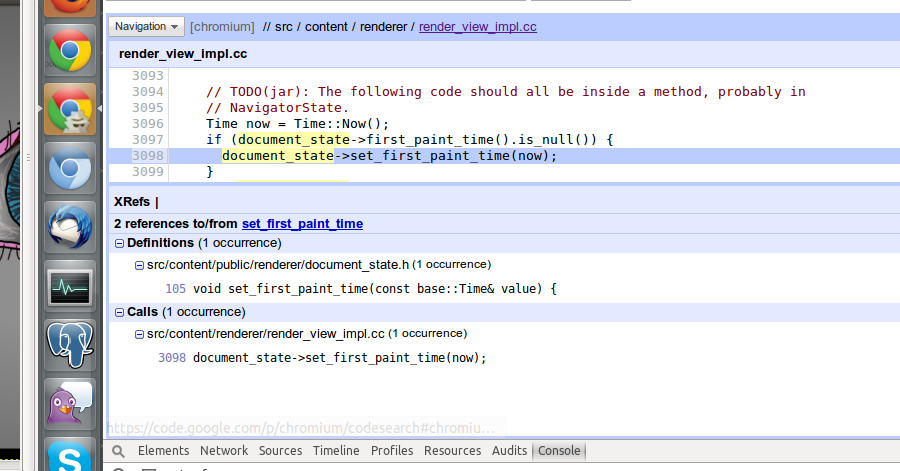 Navigation [chromium] // src / content / renderer / render_view_impl.cc
render_view_impl.cc
3093
3094 // TODO(jar): The following code should all be inside a method, probably in
3095 // NavigatorState.
3096 Time now = Time::Now();
3097 if (document_state->first_paint_time().is_null()) {
3098 document_state->set_first_paint_time(now);
3099 }
XRefs |
2 references to/from set_first_paint_time
Definitions (1 occurrence)
src/content/public/renderer/document_state.h (1 occurrence)
105 void set_first_paint_time(const base::Time& value) {
Calls (1 occurrence)
src/content/renderer/render_view_impl.cc (1 occurrence)
3098 document_state->set_first_paint_time(now);
https://code.google.com/p/chromium/codesearch#chromiu...
Elements Network Sources Timeline Profiles Resources Audits Console